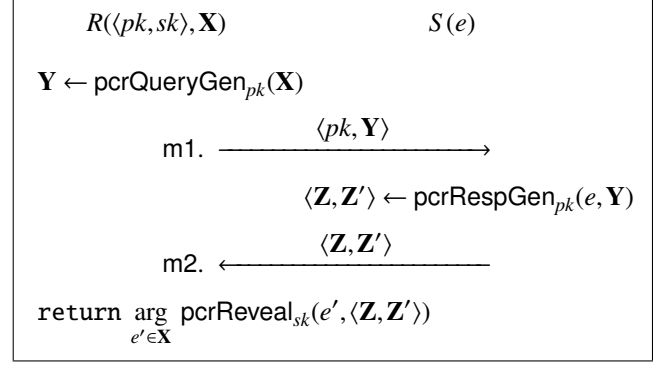 R(⟨pk, sk⟩, X) S(e)
Y ← pcrQueryGen_pk(X)
⟨pk, Y⟩
m1. ⟶
⟨Z, Z′⟩ ← pcrRespGen_pk(e, Y)
⟨Z, Z′⟩
m2. ⟵
return arg pcrReveal_sk(e′, ⟨Z, Z′⟩)
e′∈X